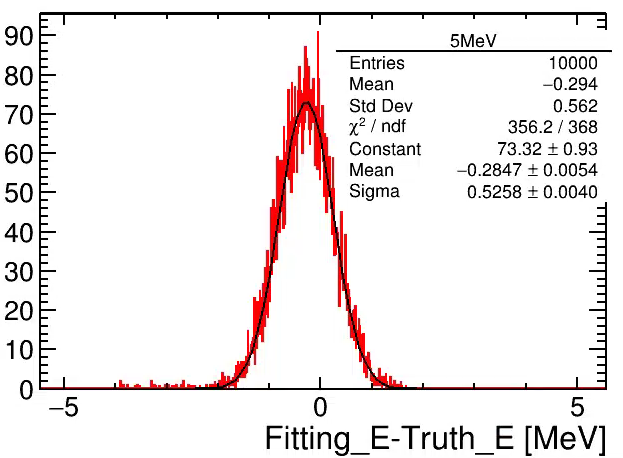 5MeV
Entries 10000
Mean −0.294
Std Dev 0.562
χ² / ndf 356.2 / 368
Constant 73.32 ± 0.93
Mean −0.2847 ± 0.0054
Sigma 0.5258 ± 0.0040
90
80
70
60
50
40
30
20
10
0
−5 0 5
Fitting_E-Truth_E [MeV]